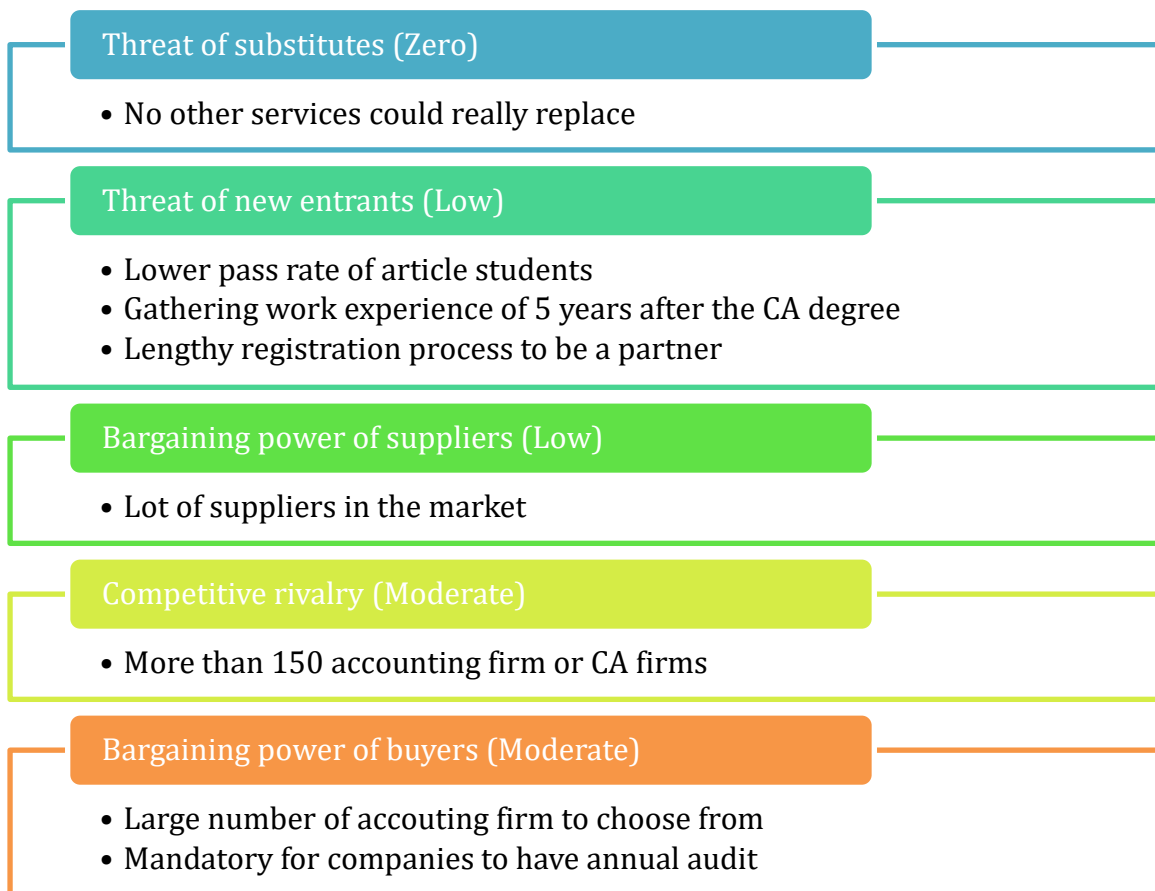 Threat of substitutes (Zero)
• No other services could really replace
Threat of new entrants (Low)
• Lower pass rate of article students
• Gathering work experience of 5 years after the CA degree
• Lengthy registration process to be a partner
Bargaining power of suppliers (Low)
• Lot of suppliers in the market
Competitive rivalry (Moderate)
• More than 150 accounting firm or CA firms
Bargaining power of buyers (Moderate)
• Large number of accouting firm to choose from
• Mandatory for companies to have annual audit